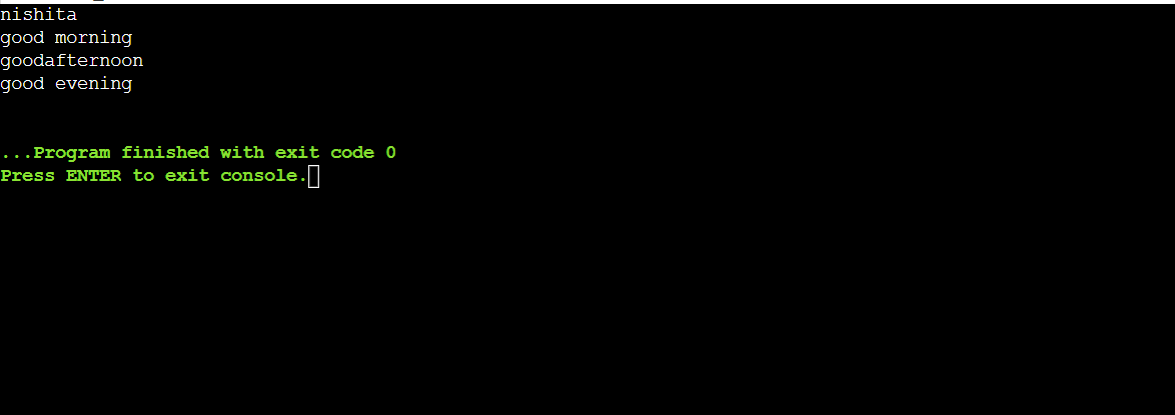 nishita
good morning
goodafternoon
good evening
...Program finished with exit code 0
Press ENTER to exit console.